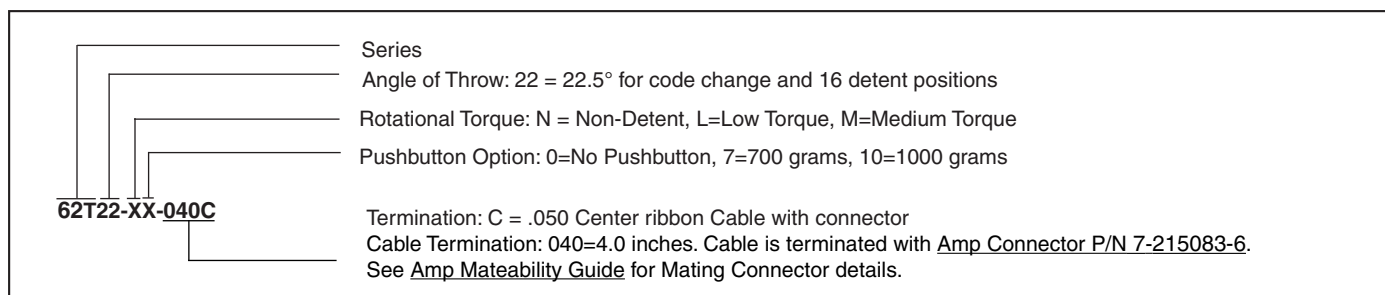 Series
Angle of Throw: 22 = 22.5° for code change and 16 detent positions
Rotational Torque: N = Non-Detent, L=Low Torque, M=Medium Torque
Pushbutton Option: 0=No Pushbutton, 7=700 grams, 10=1000 grams
62T22-XX-040C
Termination: C = .050 Center ribbon Cable with connector
Cable Termination: 040=4.0 inches. Cable is terminated with Amp Connector P/N 7-215083-6.
See Amp Mateability Guide for Mating Connector details.